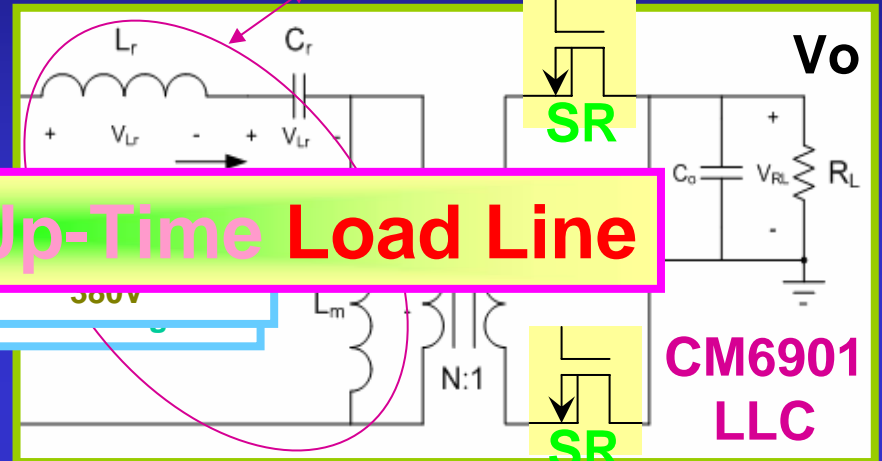 Lr
Cr
Vo
+ VLr - + VLr -
SR
+
Co VRL RL
-
Up-Time Load Line
380V
Lm
-
N:1
CM6901
LLC
SR